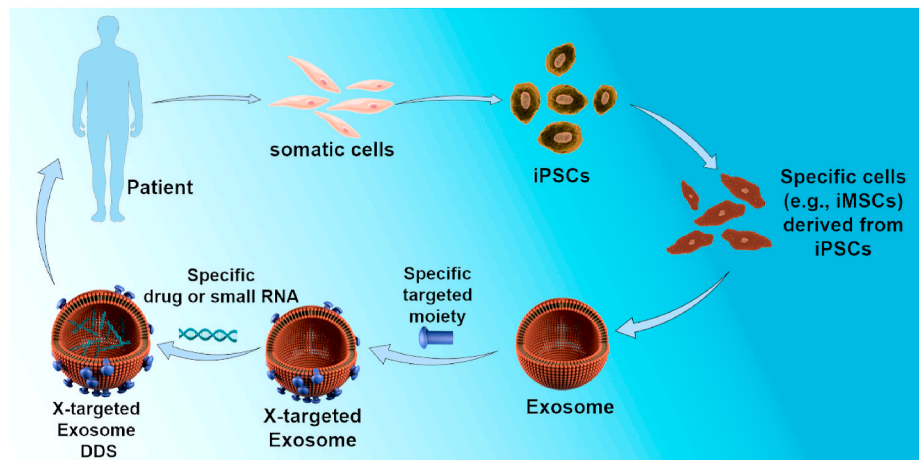 Patient
somatic cells
iPSCs
Specific cells
(e.g., iMSCs)
derived from
iPSCs
Exosome
Specific
targeted
moiety
X-targeted
Exosome
Specific
drug or small RNA
X-targeted
Exosome
DDS